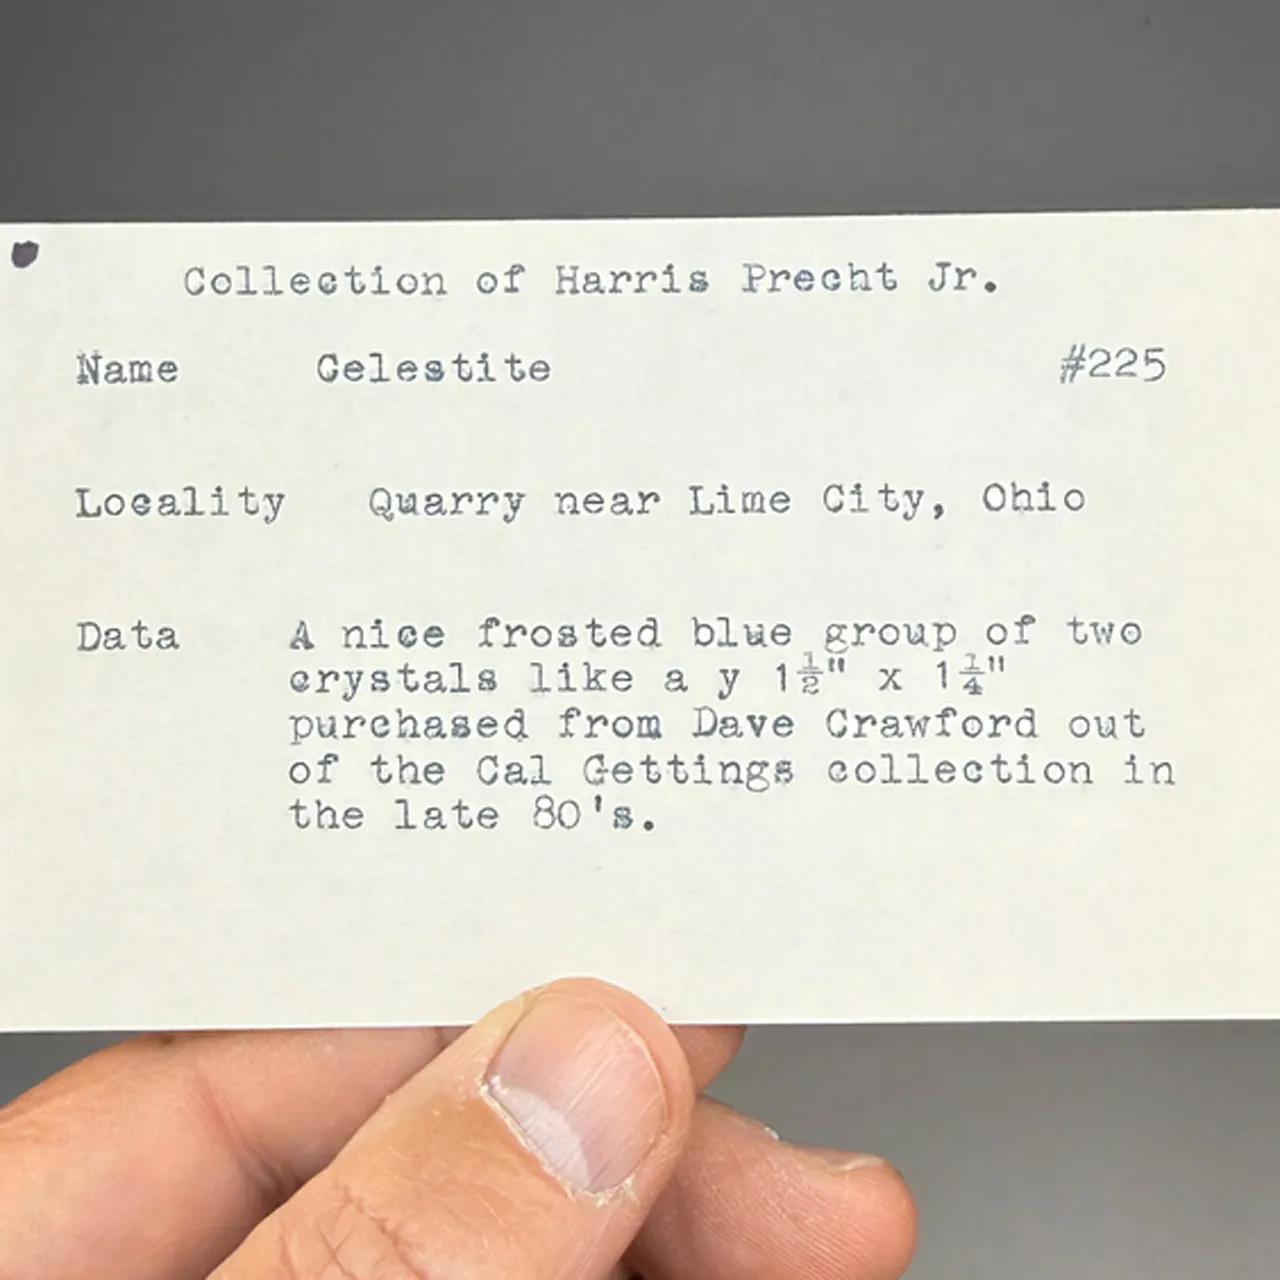 Collection of Harris Precht Jr.
Name Celestite #225
Locality Quarry near Lime City, Ohio
Data A nice frosted blue group of two
crystals like a y 1½" x 1¼"
purchased from Dave Crawford out
of the Cal Gettings collection in
the late 80's.